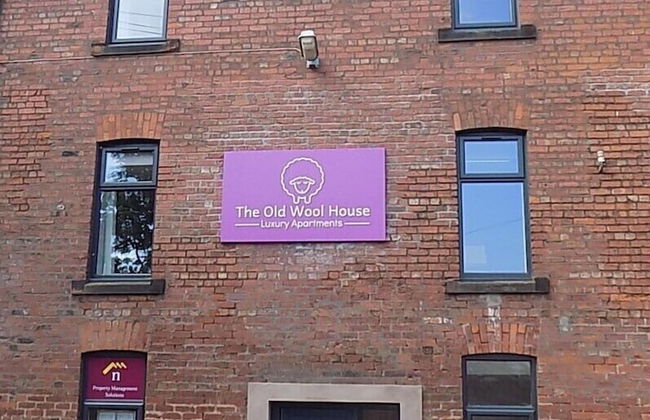 The Old Wool House
Luxury Apartments
n
Property Management
Solutions